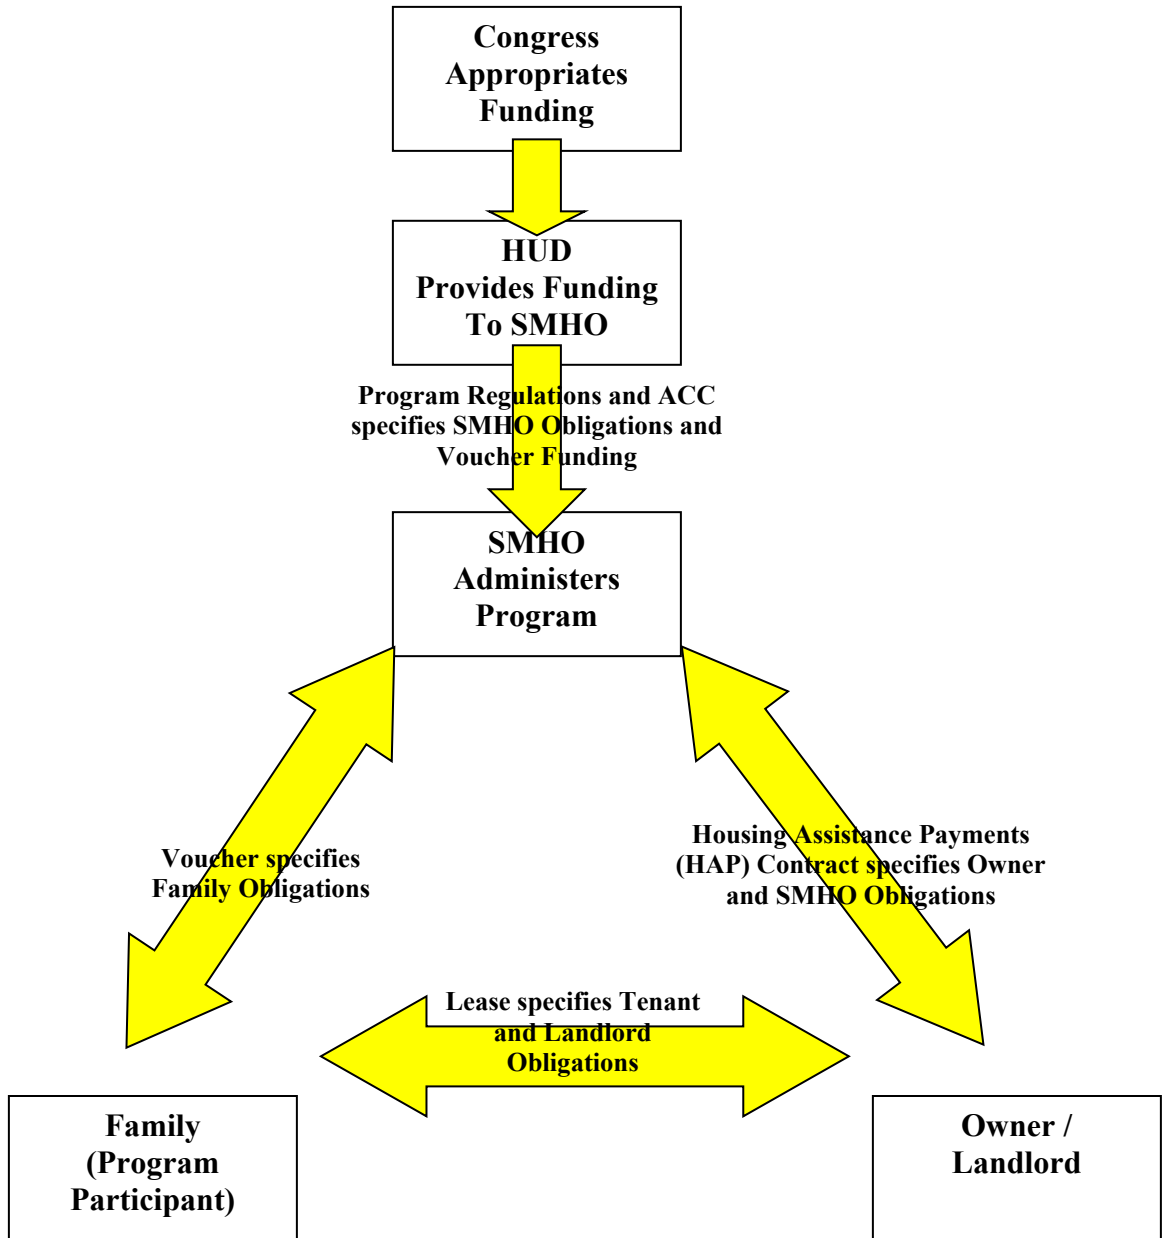 Congress
Appropriates
Funding
HUD
Provides Funding
To SMHO
Program Regulations and ACC
specifies SMHO Obligations and
Voucher Funding
SMHO
Administers
Program
Voucher specifies
Family Obligations
Housing Assistance Payments
(HAP) Contract specifies Owner
and SMHO Obligations
Lease specifies Tenant
and Landlord
Obligations
Family
(Program
Participant)
Owner /
Landlord